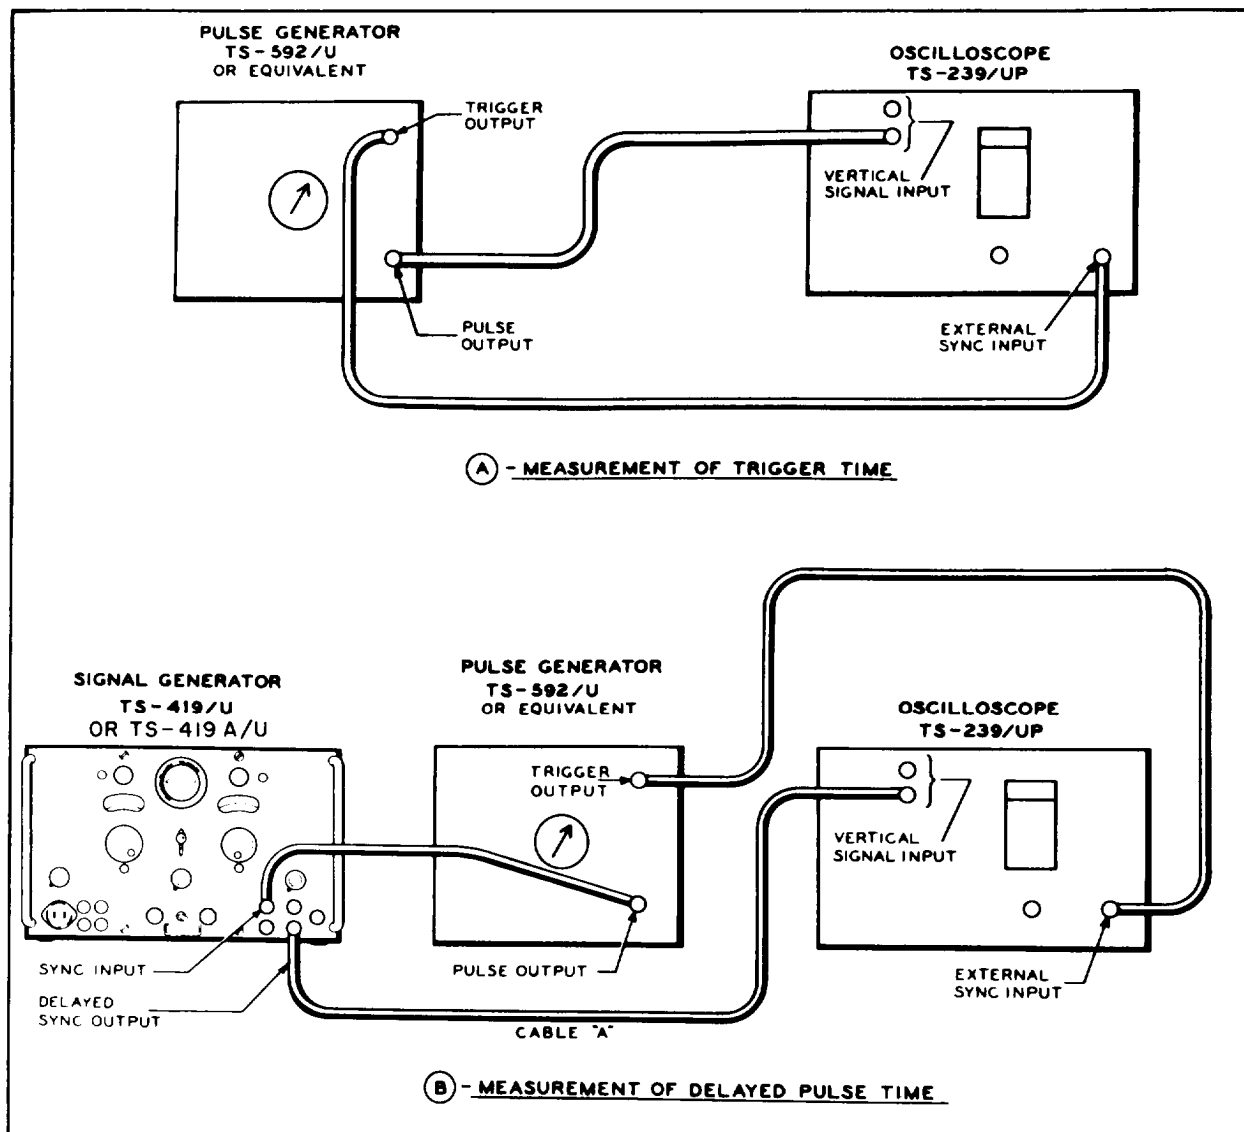 PULSE GENERATOR
TS-592/U
OR EQUIVALENT
OSCILLOSCOPE
TS-239/UP
TRIGGER
OUTPUT
VERTICAL
SIGNAL INPUT
PULSE
OUTPUT
EXTERNAL
SYNC INPUT
A - MEASUREMENT OF TRIGGER TIME
SIGNAL GENERATOR
TS-419/U
OR TS-419 A/U
PULSE GENERATOR
TS-592/U
OR EQUIVALENT
OSCILLOSCOPE
TS-239/UP
TRIGGER
OUTPUT
VERTICAL
SIGNAL INPUT
SYNC INPUT
DELAYED
SYNC OUTPUT
PULSE OUTPUT
EXTERNAL
SYNC INPUT
CABLE "A"
B - MEASUREMENT OF DELAYED PULSE TIME